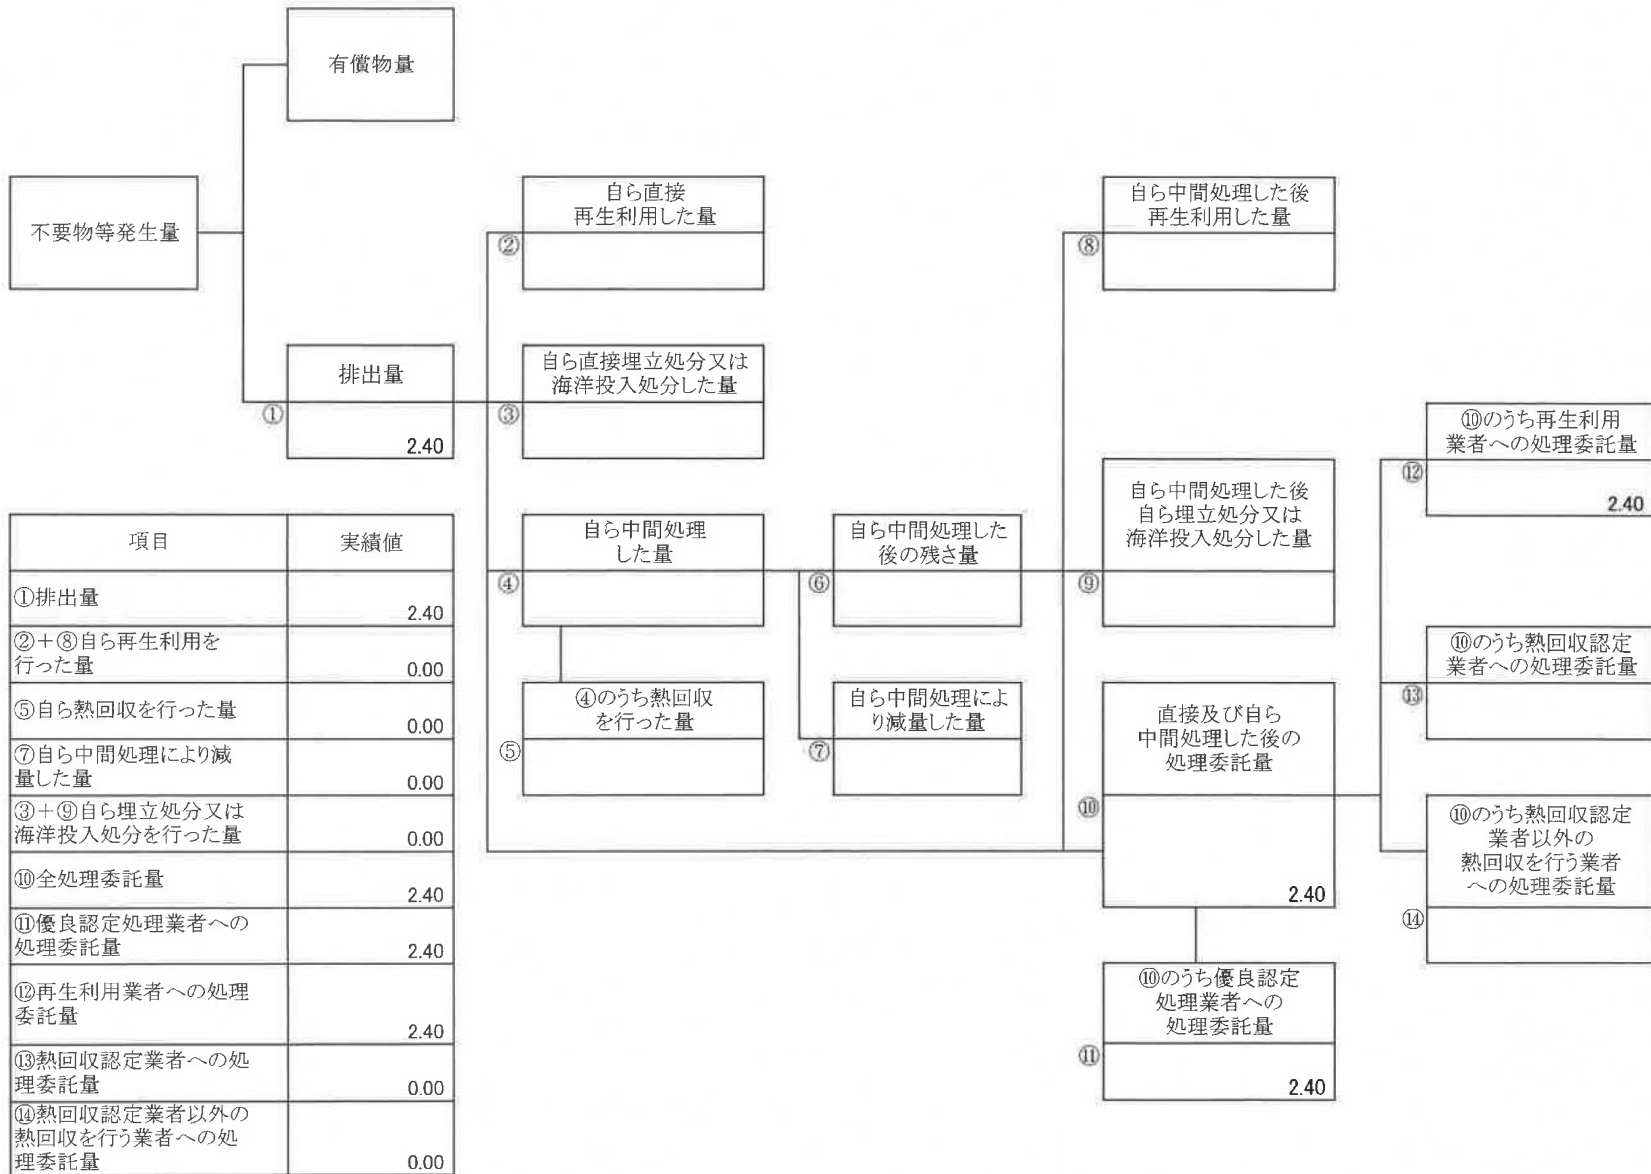 有償物量
不要物等発生量
自ら直接
再生利用した量
②
自ら中間処理した後
再生利用した量
⑧
排出量
①
2.40
自ら直接埋立処分又は
海洋投入処分した量
③
⑩のうち再生利用
業者への処理委託量
⑫
2.40
自ら中間処理
した量
④
自ら中間処理した
後の残さ量
⑥
自ら中間処理した後
自ら埋立処分又は
海洋投入処分した量
⑨
⑩のうち熱回収認定
業者への処理委託量
⑬
④のうち熱回収
を行った量
⑤
自ら中間処理によ
り減量した量
⑦
直接及び自ら
中間処理した後の
処理委託量
⑩
2.40
⑩のうち熱回収認定
業者以外の
熱回収を行う業者
への処理委託量
⑭
⑩のうち優良認定
処理業者への
処理委託量
⑪
2.40
項目 実績値
①排出量 2.40
②+⑧自ら再生利用を
行った量 0.00
⑤自ら熱回収を行った量 0.00
⑦自ら中間処理により減
量した量 0.00
③+⑨自ら埋立処分又は
海洋投入処分を行った量 0.00
⑩全処理委託量 2.40
⑪優良認定処理業者への
処理委託量 2.40
⑫再生利用業者への処理
委託量 2.40
⑬熱回収認定業者への処
理委託量 0.00
⑭熱回収認定業者以外の
熱回収を行う業者への処
理委託量 0.00